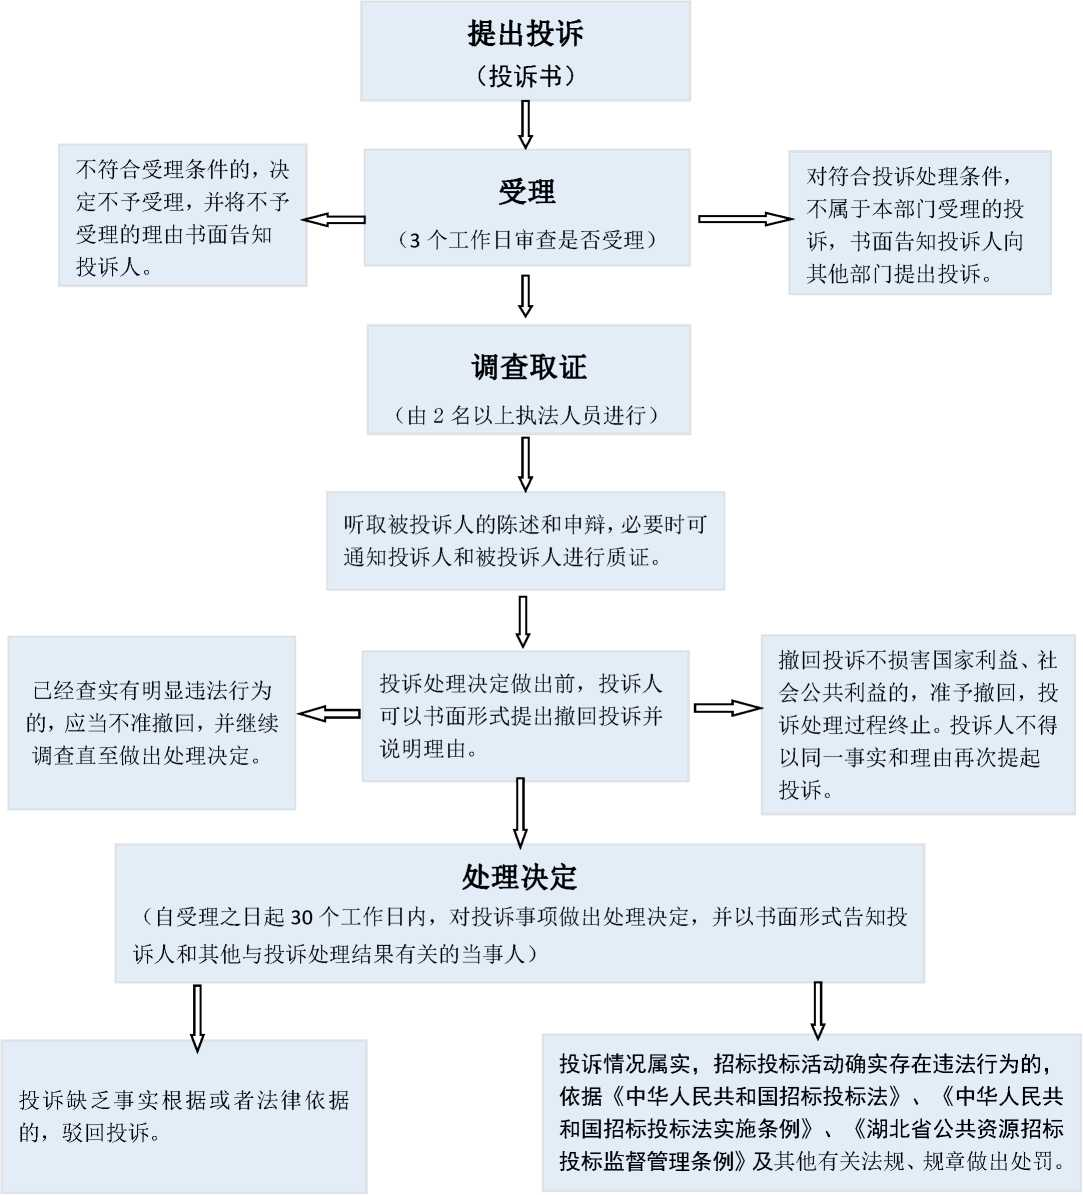 提出投诉
（投诉书）
不符合受理条件的，决
定不予受理，并将不予
受理的理由书面告知
投诉人。
受理
（3 个工作日审查是否受理）
对符合投诉处理条件，
不属于本部门受理的投
诉，书面告知投诉人向
其他部门提出投诉。
调查取证
（由 2 名以上执法人员进行）
听取被投诉人的陈述和申辩，必要时可
通知投诉人和被投诉人进行质证。
已经查实有明显违法行为
的，应当不准撤回，并继续
调查直至做出处理决定。
投诉处理决定做出前，投诉人
可以书面形式提出撤回投诉并
说明理由。
撤回投诉不损害国家利益、社
会公共利益的，准予撤回，投
诉处理过程终止。投诉人不得
以同一事实和理由再次提起
投诉。
处理决定
（自受理之日起 30 个工作日内，对投诉事项做出处理决定，并以书面形式告知投
诉人和其他与投诉处理结果有关的当事人）
投诉缺乏事实根据或者法律依据
的，驳回投诉。
投诉情况属实，招标投标活动确实存在违法行为的，
依据《中华人民共和国招标投标法》、《中华人民共
和国招标投标法实施条例》、《湖北省公共资源招标
投标监督管理条例》及其他有关法规、规章做出处罚。